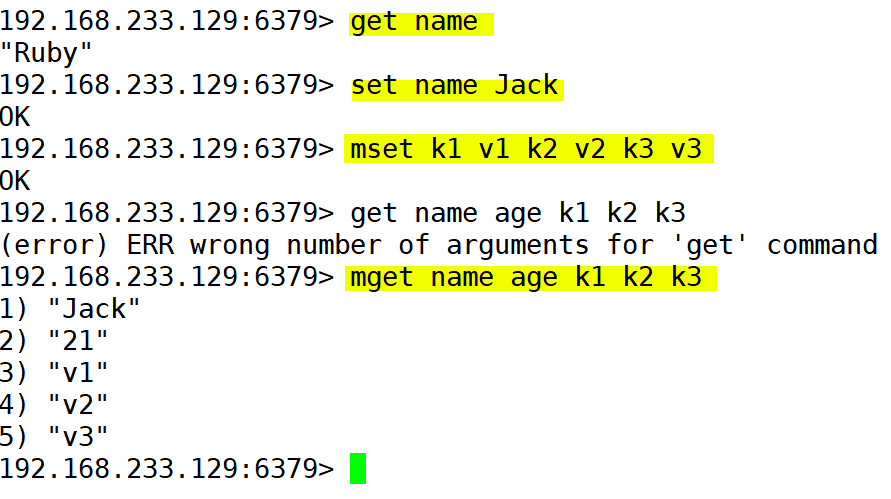 192.168.233.129:6379> get name
"Ruby"
192.168.233.129:6379> set name Jack
OK
192.168.233.129:6379> mset k1 v1 k2 v2 k3 v3
OK
192.168.233.129:6379> get name age k1 k2 k3
(error) ERR wrong number of arguments for 'get' command
192.168.233.129:6379> mget name age k1 k2 k3
1) "Jack"
2) "21"
3) "v1"
4) "v2"
5) "v3"
192.168.233.129:6379>